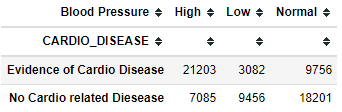 Blood Pressure High Low Normal
CARDIO_DISEASE
Evidence of Cardio Disease 21203 3082 9756
No Cardio related Diesease 7085 9456 18201